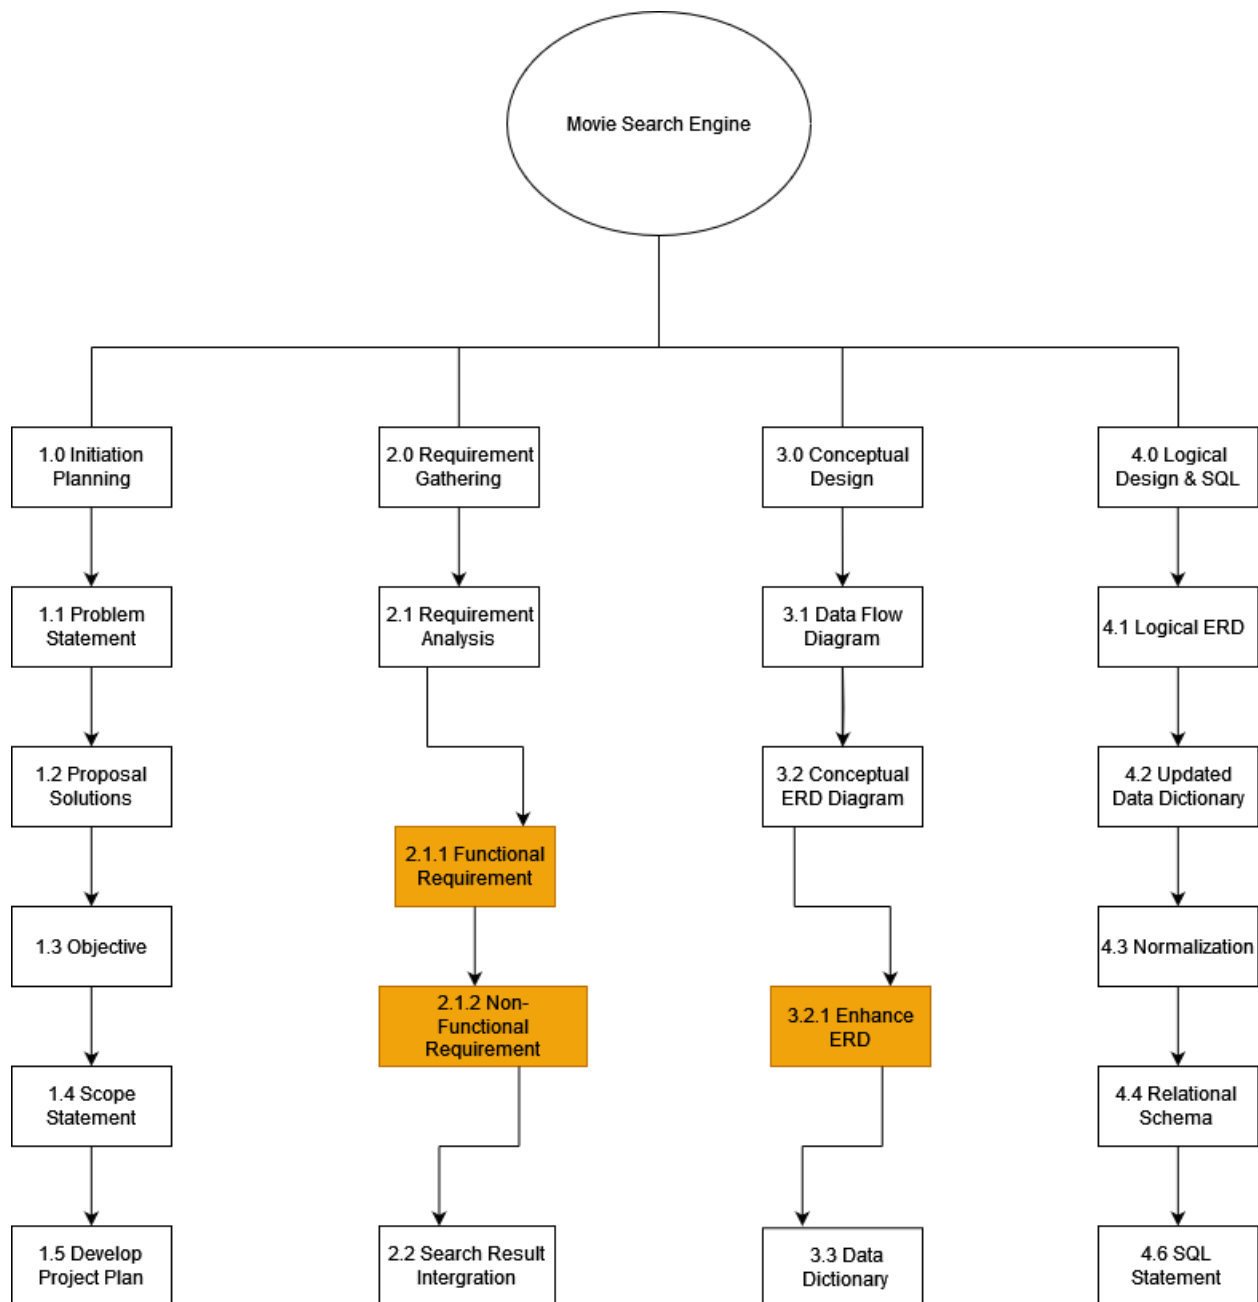 Movie Search Engine
1.0 Initiation
Planning
2.0 Requirement
Gathering
3.0 Conceptual
Design
4.0 Logical
Design & SQL
1.1 Problem
Statement
2.1 Requirement
Analysis
3.1 Data Flow
Diagram
4.1 Logical ERD
1.2 Proposal
Solutions
3.2 Conceptual
ERD Diagram
4.2 Updated
Data Dictionary
2.1.1 Functional
Requirement
1.3 Objective
4.3 Normalization
2.1.2 Non-
Functional
Requirement
3.2.1 Enhance
ERD
1.4 Scope
Statement
4.4 Relational
Schema
1.5 Develop
Project Plan
2.2 Search Result
Intergration
3.3 Data
Dictionary
4.6 SQL
Statement